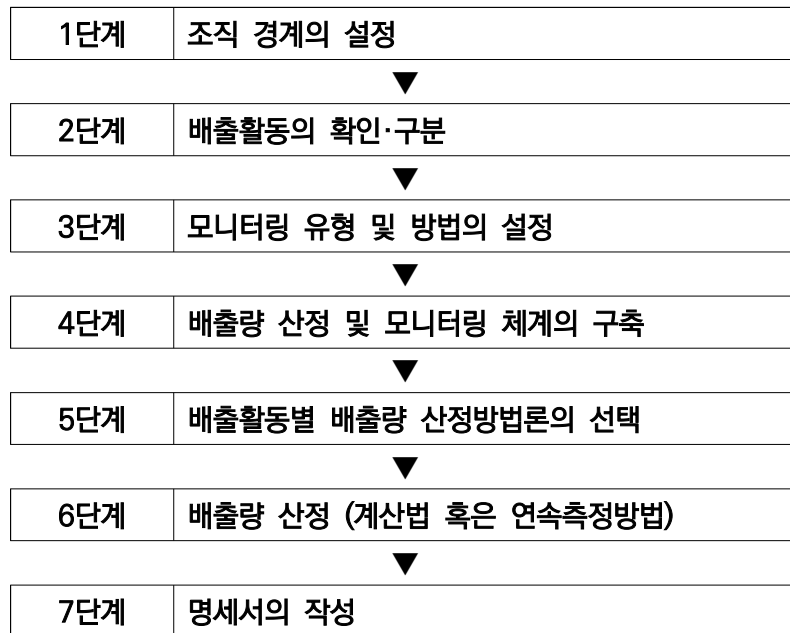 1단계 조직 경계의 설정
▼
2단계 배출활동의 확인·구분
▼
3단계 모니터링 유형 및 방법의 설정
▼
4단계 배출량 산정 및 모니터링 체계의 구축
▼
5단계 배출활동별 배출량 산정방법론의 선택
▼
6단계 배출량 산정 (계산법 혹은 연속측정방법)
▼
7단계 명세서의 작성